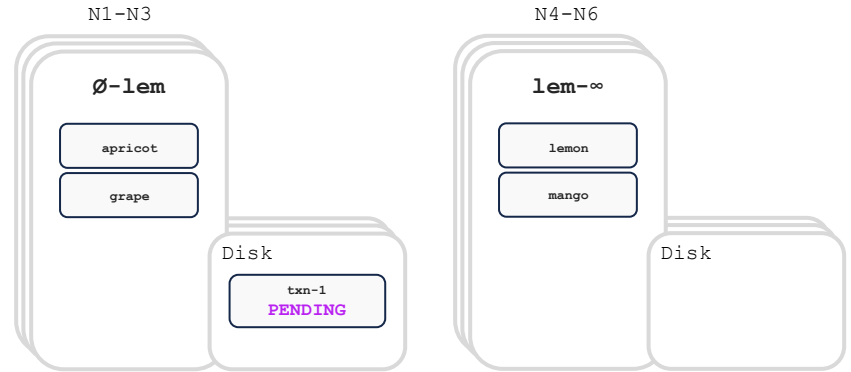 N1-N3
Ø-lem
apricot
grape
Disk
txn-1
PENDING
N4-N6
lem-∞
lemon
mango
Disk